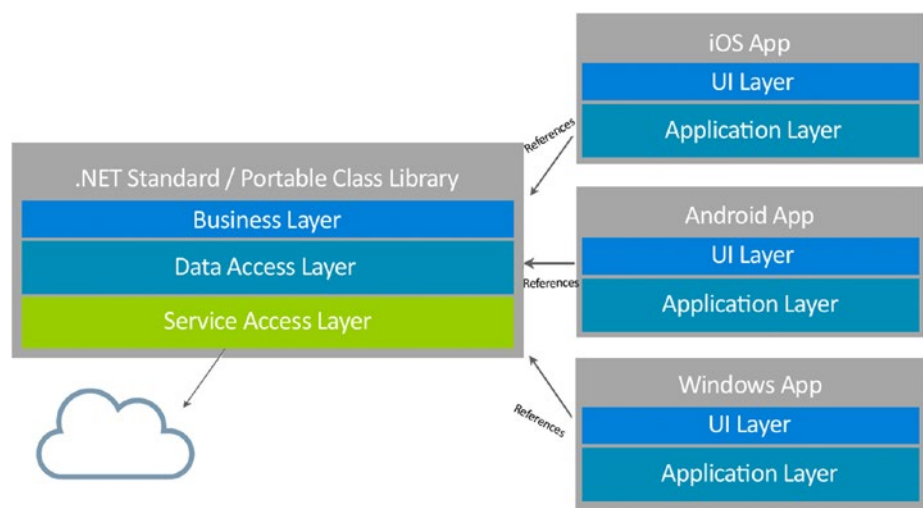 .NET Standard / Portable Class Library
Business Layer
Data Access Layer
Service Access Layer
References
References
References
iOS App
UI Layer
Application Layer
Android App
UI Layer
Application Layer
Windows App
UI Layer
Application Layer